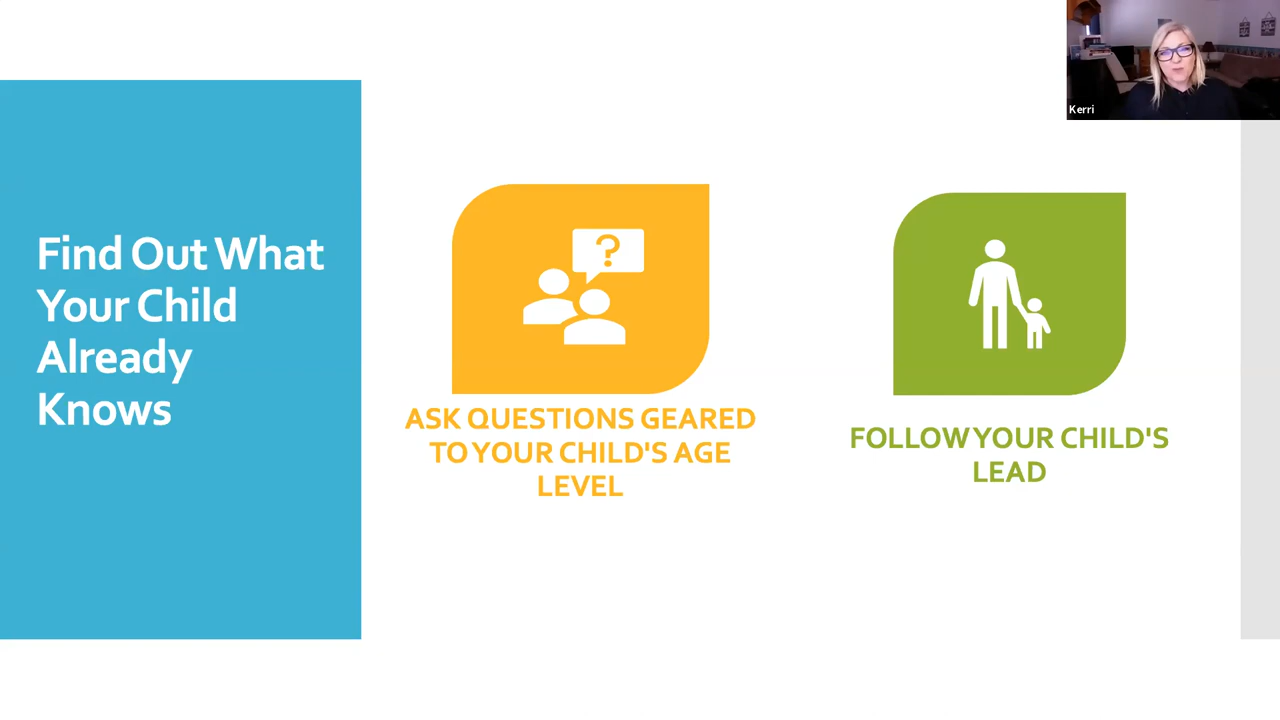 Find Out What
Your Child
Already
Knows
?
ASK QUESTIONS GEARED
TO YOUR CHILD'S AGE
LEVEL
FOLLOW YOUR CHILD'S
LEAD
Kerri